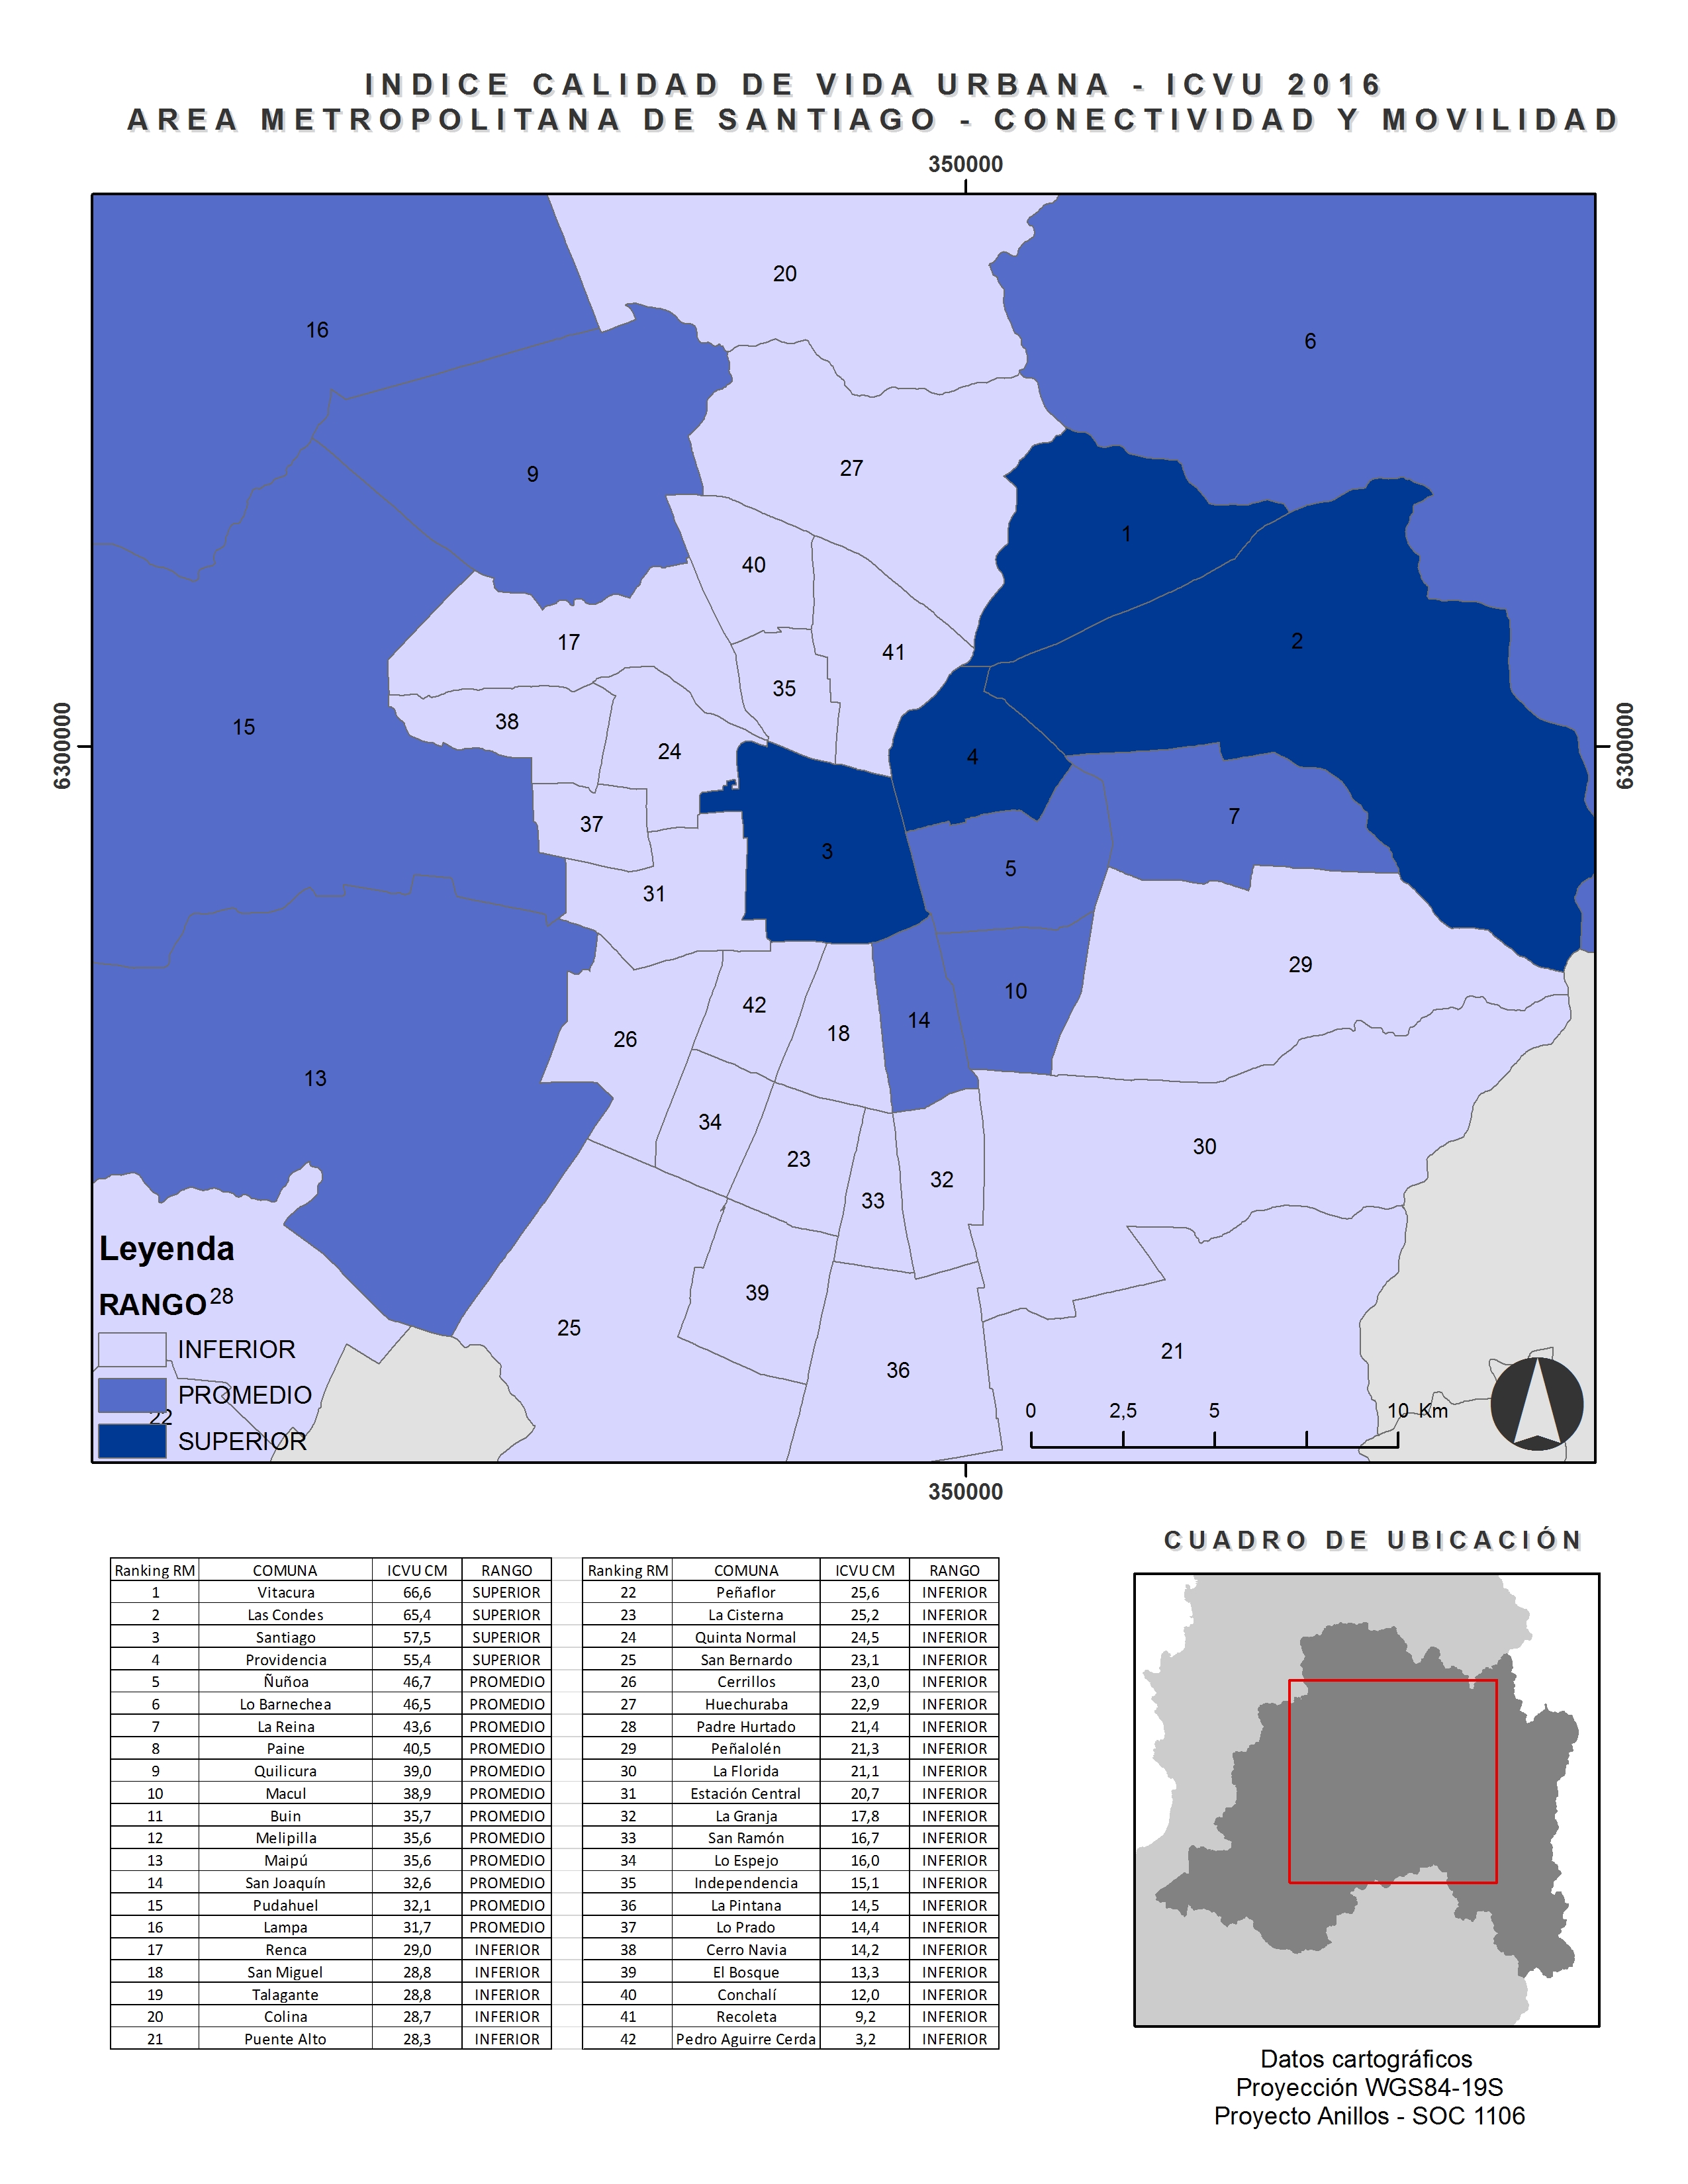 INDICE CALIDAD DE VIDA URBANA - ICVU 2016
AREA METROPOLITANA DE SANTIAGO - CONECTIVIDAD Y MOVILIDAD
350000
6300000
6300000
20
16
6
9
27
1
40
2
17
41
35
38
15
24
4
7
37
3
5
31
29
10
42
14
18
26
13
34
30
23
32
33
39
25
21
36
Leyenda
RANGO
28
INFERIOR
PROMEDIO
22
SUPERIOR
0 2,5 5 10 Km
350000
Ranking RM COMUNA ICVU CM RANGO Ranking RM COMUNA ICVU CM RANGO
1 Vitacura 66,6 SUPERIOR 22 Peñaflor 25,6 INFERIOR
2 Las Condes 65,4 SUPERIOR 23 La Cisterna 25,2 INFERIOR
3 Santiago 57,5 SUPERIOR 24 Quinta Normal 24,5 INFERIOR
4 Providencia 55,4 SUPERIOR 25 San Bernardo 23,1 INFERIOR
5 Ñuñoa 46,7 PROMEDIO 26 Cerrillos 23,0 INFERIOR
6 Lo Barnechea 46,5 PROMEDIO 27 Huechuraba 22,9 INFERIOR
7 La Reina 43,6 PROMEDIO 28 Padre Hurtado 21,4 INFERIOR
8 Paine 40,5 PROMEDIO 29 Peñalolén 21,3 INFERIOR
9 Quilicura 39,0 PROMEDIO 30 La Florida 21,1 INFERIOR
10 Macul 38,9 PROMEDIO 31 Estación Central 20,7 INFERIOR
11 Buin 35,7 PROMEDIO 32 La Granja 17,8 INFERIOR
12 Melipilla 35,6 PROMEDIO 33 San Ramón 16,7 INFERIOR
13 Maipú 35,6 PROMEDIO 34 Lo Espejo 16,0 INFERIOR
14 San Joaquín 32,6 PROMEDIO 35 Independencia 15,1 INFERIOR
15 Pudahuel 32,1 PROMEDIO 36 La Pintana 14,5 INFERIOR
16 Lampa 31,7 PROMEDIO 37 Lo Prado 14,4 INFERIOR
17 Renca 29,0 INFERIOR 38 Cerro Navia 14,2 INFERIOR
18 San Miguel 28,8 INFERIOR 39 El Bosque 13,3 INFERIOR
19 Talagante 28,8 INFERIOR 40 Conchalí 12,0 INFERIOR
20 Colina 28,7 INFERIOR 41 Recoleta 9,2 INFERIOR
21 Puente Alto 28,3 INFERIOR 42 Pedro Aguirre Cerda 3,2 INFERIOR
CUADRO DE UBICACIÓN
Datos cartográficos
Proyección WGS84-19S
Proyecto Anillos - SOC 1106